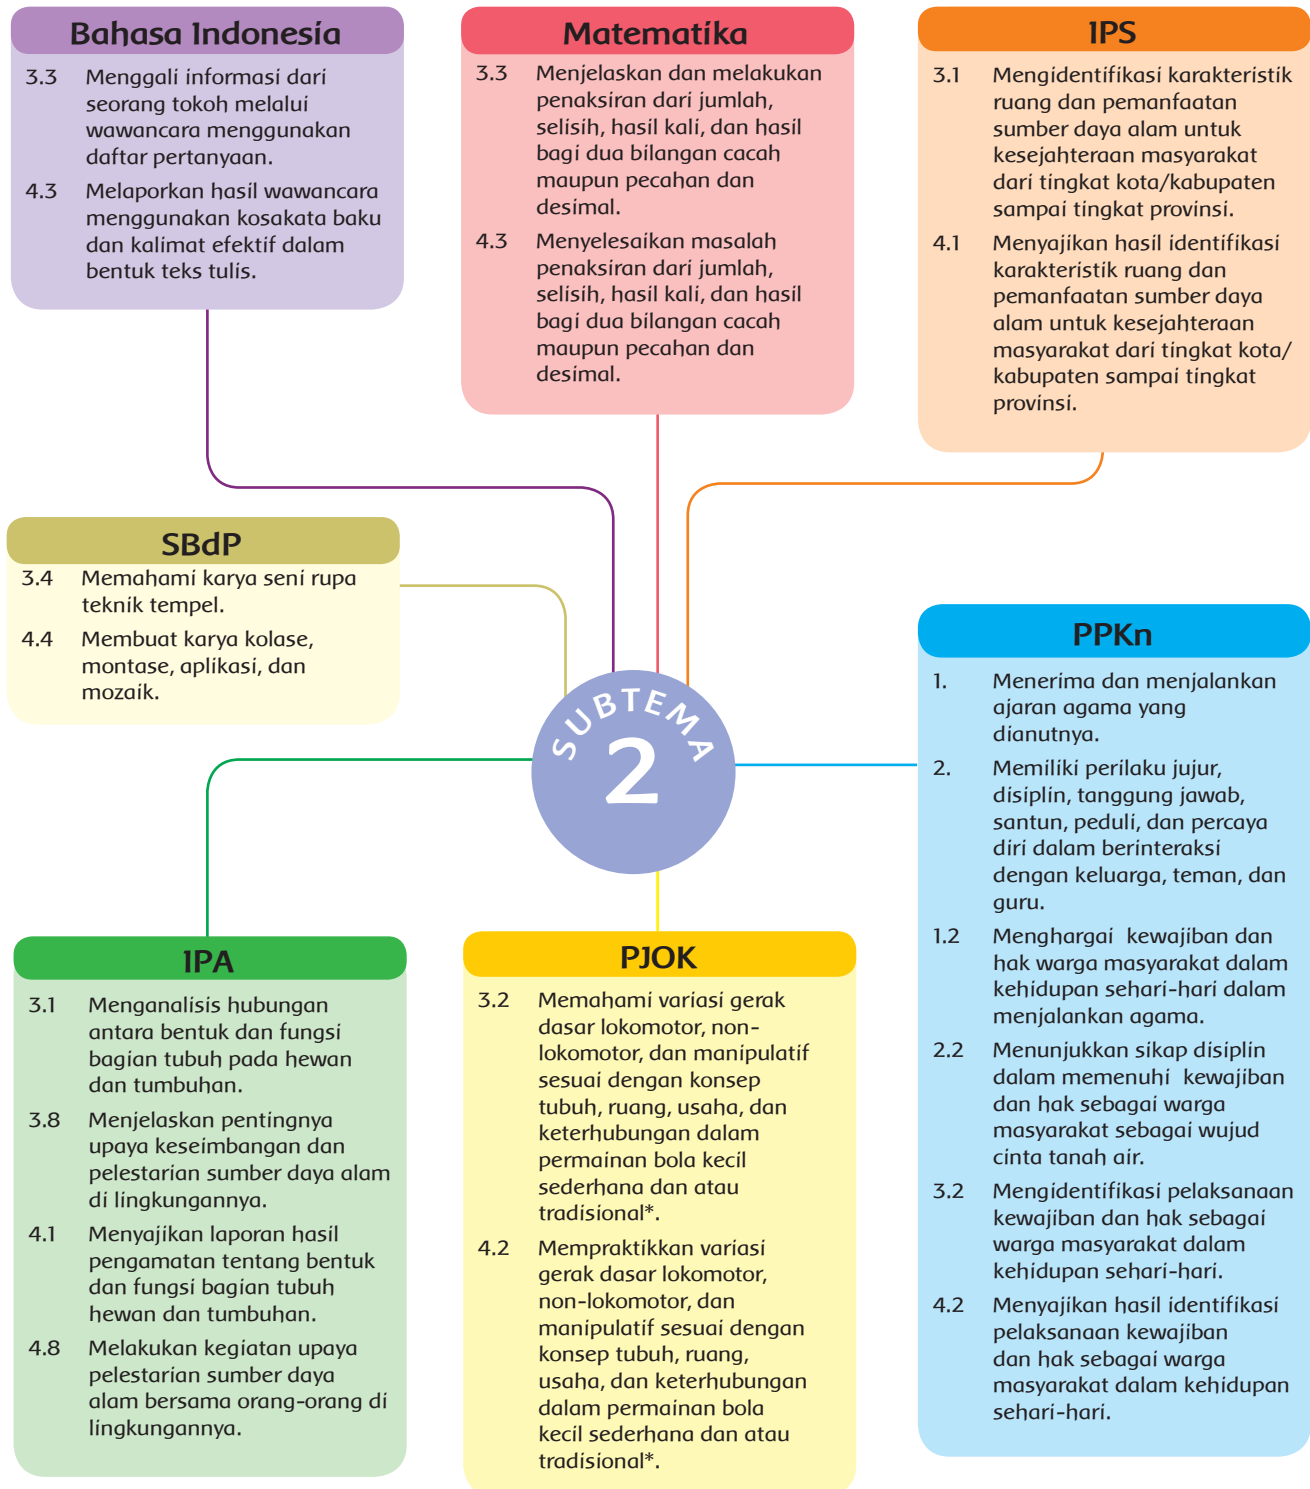 Bahasa Indonesia
3.3 Menggali informasi dari
seorang tokoh melalui
wawancara menggunakan
daftar pertanyaan.
4.3 Melaporkan hasil wawancara
menggunakan kosakata baku
dan kalimat efektif dalam
bentuk teks tulis.
Matematika
3.3 Menjelaskan dan melakukan
penaksiran dari jumlah,
selisih, hasil kali, dan hasil
bagi dua bilangan cacah
maupun pecahan dan
desimal.
4.3 Menyelesaikan masalah
penaksiran dari jumlah,
selisih, hasil kali, dan hasil
bagi dua bilangan cacah
maupun pecahan dan
desimal.
IPS
3.1 Mengidentifikasi karakteristik
ruang dan pemanfaatan
sumber daya alam untuk
kesejahteraan masyarakat
dari tingkat kota/kabupaten
sampai tingkat provinsi.
4.1 Menyajikan hasil identifikasi
karakteristik ruang dan
pemanfaatan sumber daya
alam untuk kesejahteraan
masyarakat dari tingkat kota/
kabupaten sampai tingkat
provinsi.
SBdP
3.4 Memahami karya seni rupa
teknik tempel.
4.4 Membuat karya kolase,
montase, aplikasi, dan
mozaik.
SUBTEMA
2
PPKn
1. Menerima dan menjalankan
ajaran agama yang
dianutnya.
2. Memiliki perilaku jujur,
disiplin, tanggung jawab,
santun, peduli, dan percaya
diri dalam berinteraksi
dengan keluarga, teman, dan
guru.
1.2 Menghargai kewajiban dan
hak warga masyarakat dalam
kehidupan sehari-hari dalam
menjalankan agama.
2.2 Menunjukkan sikap disiplin
dalam memenuhi kewajiban
dan hak sebagai warga
masyarakat sebagai wujud
cinta tanah air.
3.2 Mengidentifikasi pelaksanaan
kewajiban dan hak sebagai
warga masyarakat dalam
kehidupan sehari-hari.
4.2 Menyajikan hasil identifikasi
pelaksanaan kewajiban
dan hak sebagai warga
masyarakat dalam kehidupan
sehari-hari.
IPA
3.1 Menganalisis hubungan
antara bentuk dan fungsi
bagian tubuh pada hewan
dan tumbuhan.
3.8 Menjelaskan pentingnya
upaya keseimbangan dan
pelestarian sumber daya alam
di lingkungannya.
4.1 Menyajikan laporan hasil
pengamatan tentang bentuk
dan fungsi bagian tubuh
hewan dan tumbuhan.
4.8 Melakukan kegiatan upaya
pelestarian sumber daya
alam bersama orang-orang di
lingkungannya.
PJOK
3.2 Memahami variasi gerak
dasar lokomotor, non-
lokomotor, dan manipulatif
sesuai dengan konsep
tubuh, ruang, usaha, dan
keterhubungan dalam
permainan bola kecil
sederhana dan atau
tradisional*.
4.2 Mempraktikkan variasi
gerak dasar lokomotor,
non-lokomotor, dan
manipulatif sesuai dengan
konsep tubuh, ruang,
usaha, dan keterhubungan
dalam permainan bola
kecil sederhana dan atau
tradisional*.